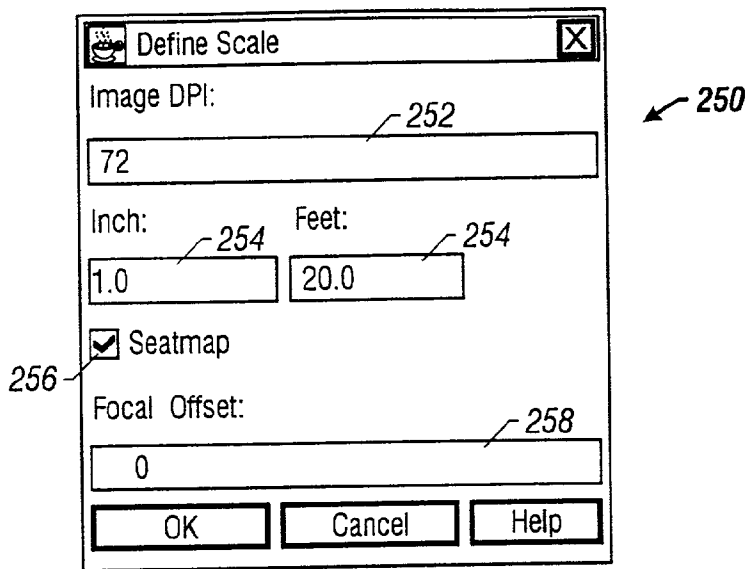 Define Scale
Image DPI:
250
252
72
Inch: Feet:
254 254
1.0 20.0
Seatmap
256
Focal Offset:
258
0
OK Cancel Help